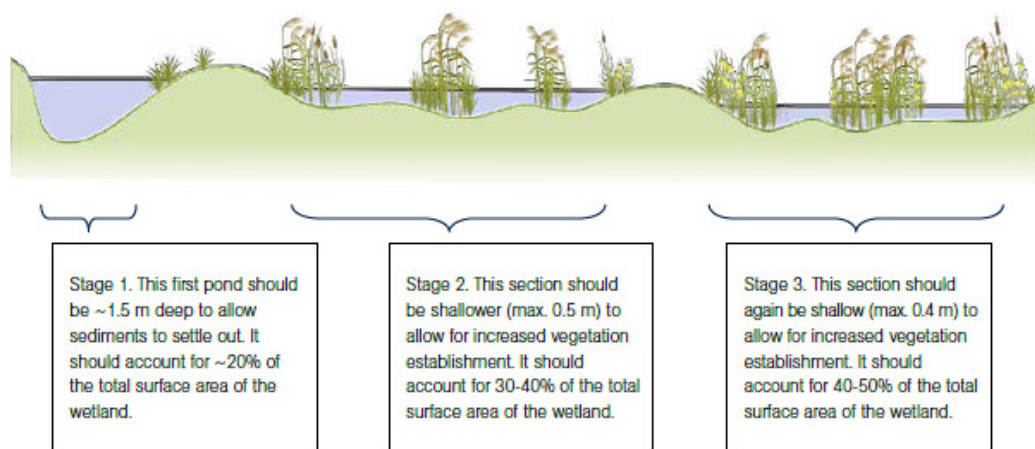 Stage 1. This first pond should
be ~1.5 m deep to allow
sediments to settle out. It
should account for ~20% of
the total surface area of the
wetland.
Stage 2. This section should
be shallower (max. 0.5 m) to
allow for increased vegetation
establishment. It should
account for 30-40% of the total
surface area of the wetland.
Stage 3. This section should
again be shallow (max. 0.4 m) to
allow for increased vegetation
establishment. It should
account for 40-50% of the total
surface area of the wetland.